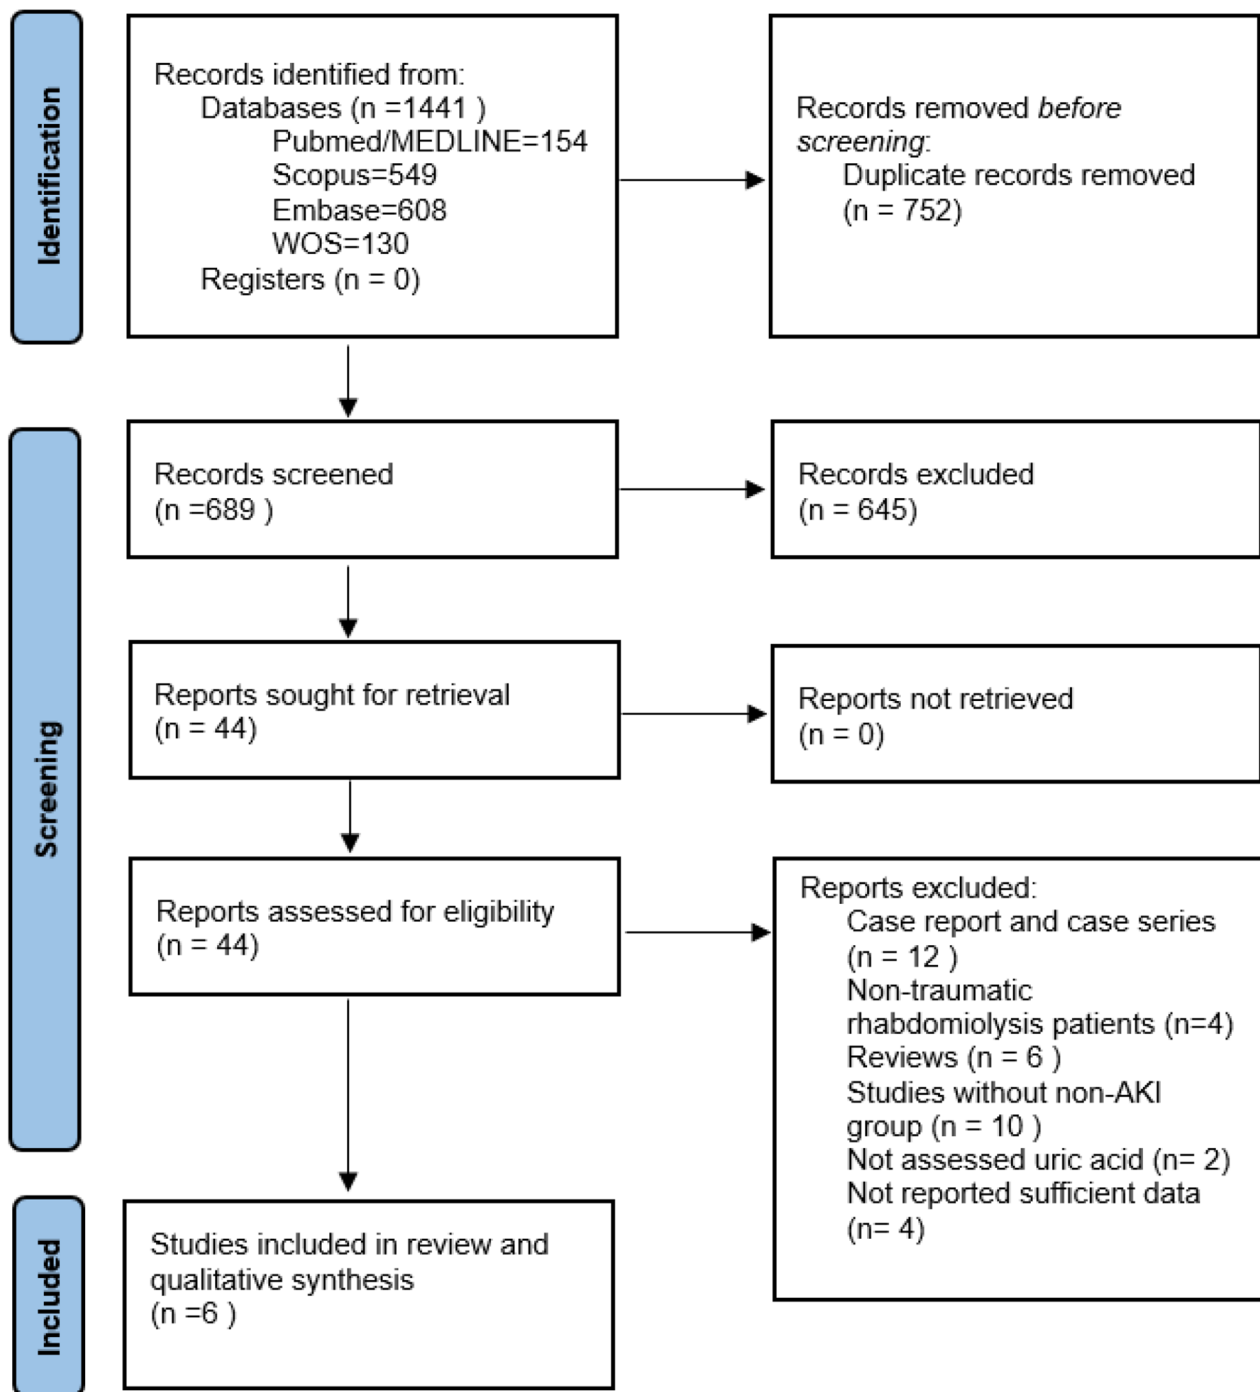 Identification
Records identified from:
Databases (n =1441 )
Pubmed/MEDLINE=154
Scopus=549
Embase=608
WOS=130
Registers (n = 0)
Records removed before
screening:
Duplicate records removed
(n = 752)
Screening
Records screened
(n =689 )
Records excluded
(n = 645)
Reports sought for retrieval
(n = 44)
Reports not retrieved
(n = 0)
Reports assessed for eligibility
(n = 44)
Reports excluded:
Case report and case series
(n = 12 )
Non-traumatic
rhabdomiolysis patients (n=4)
Reviews (n = 6 )
Studies without non-AKI
group (n = 10 )
Not assessed uric acid (n= 2)
Not reported sufficient data
(n= 4)
Included
Studies included in review and
qualitative synthesis
(n =6 )